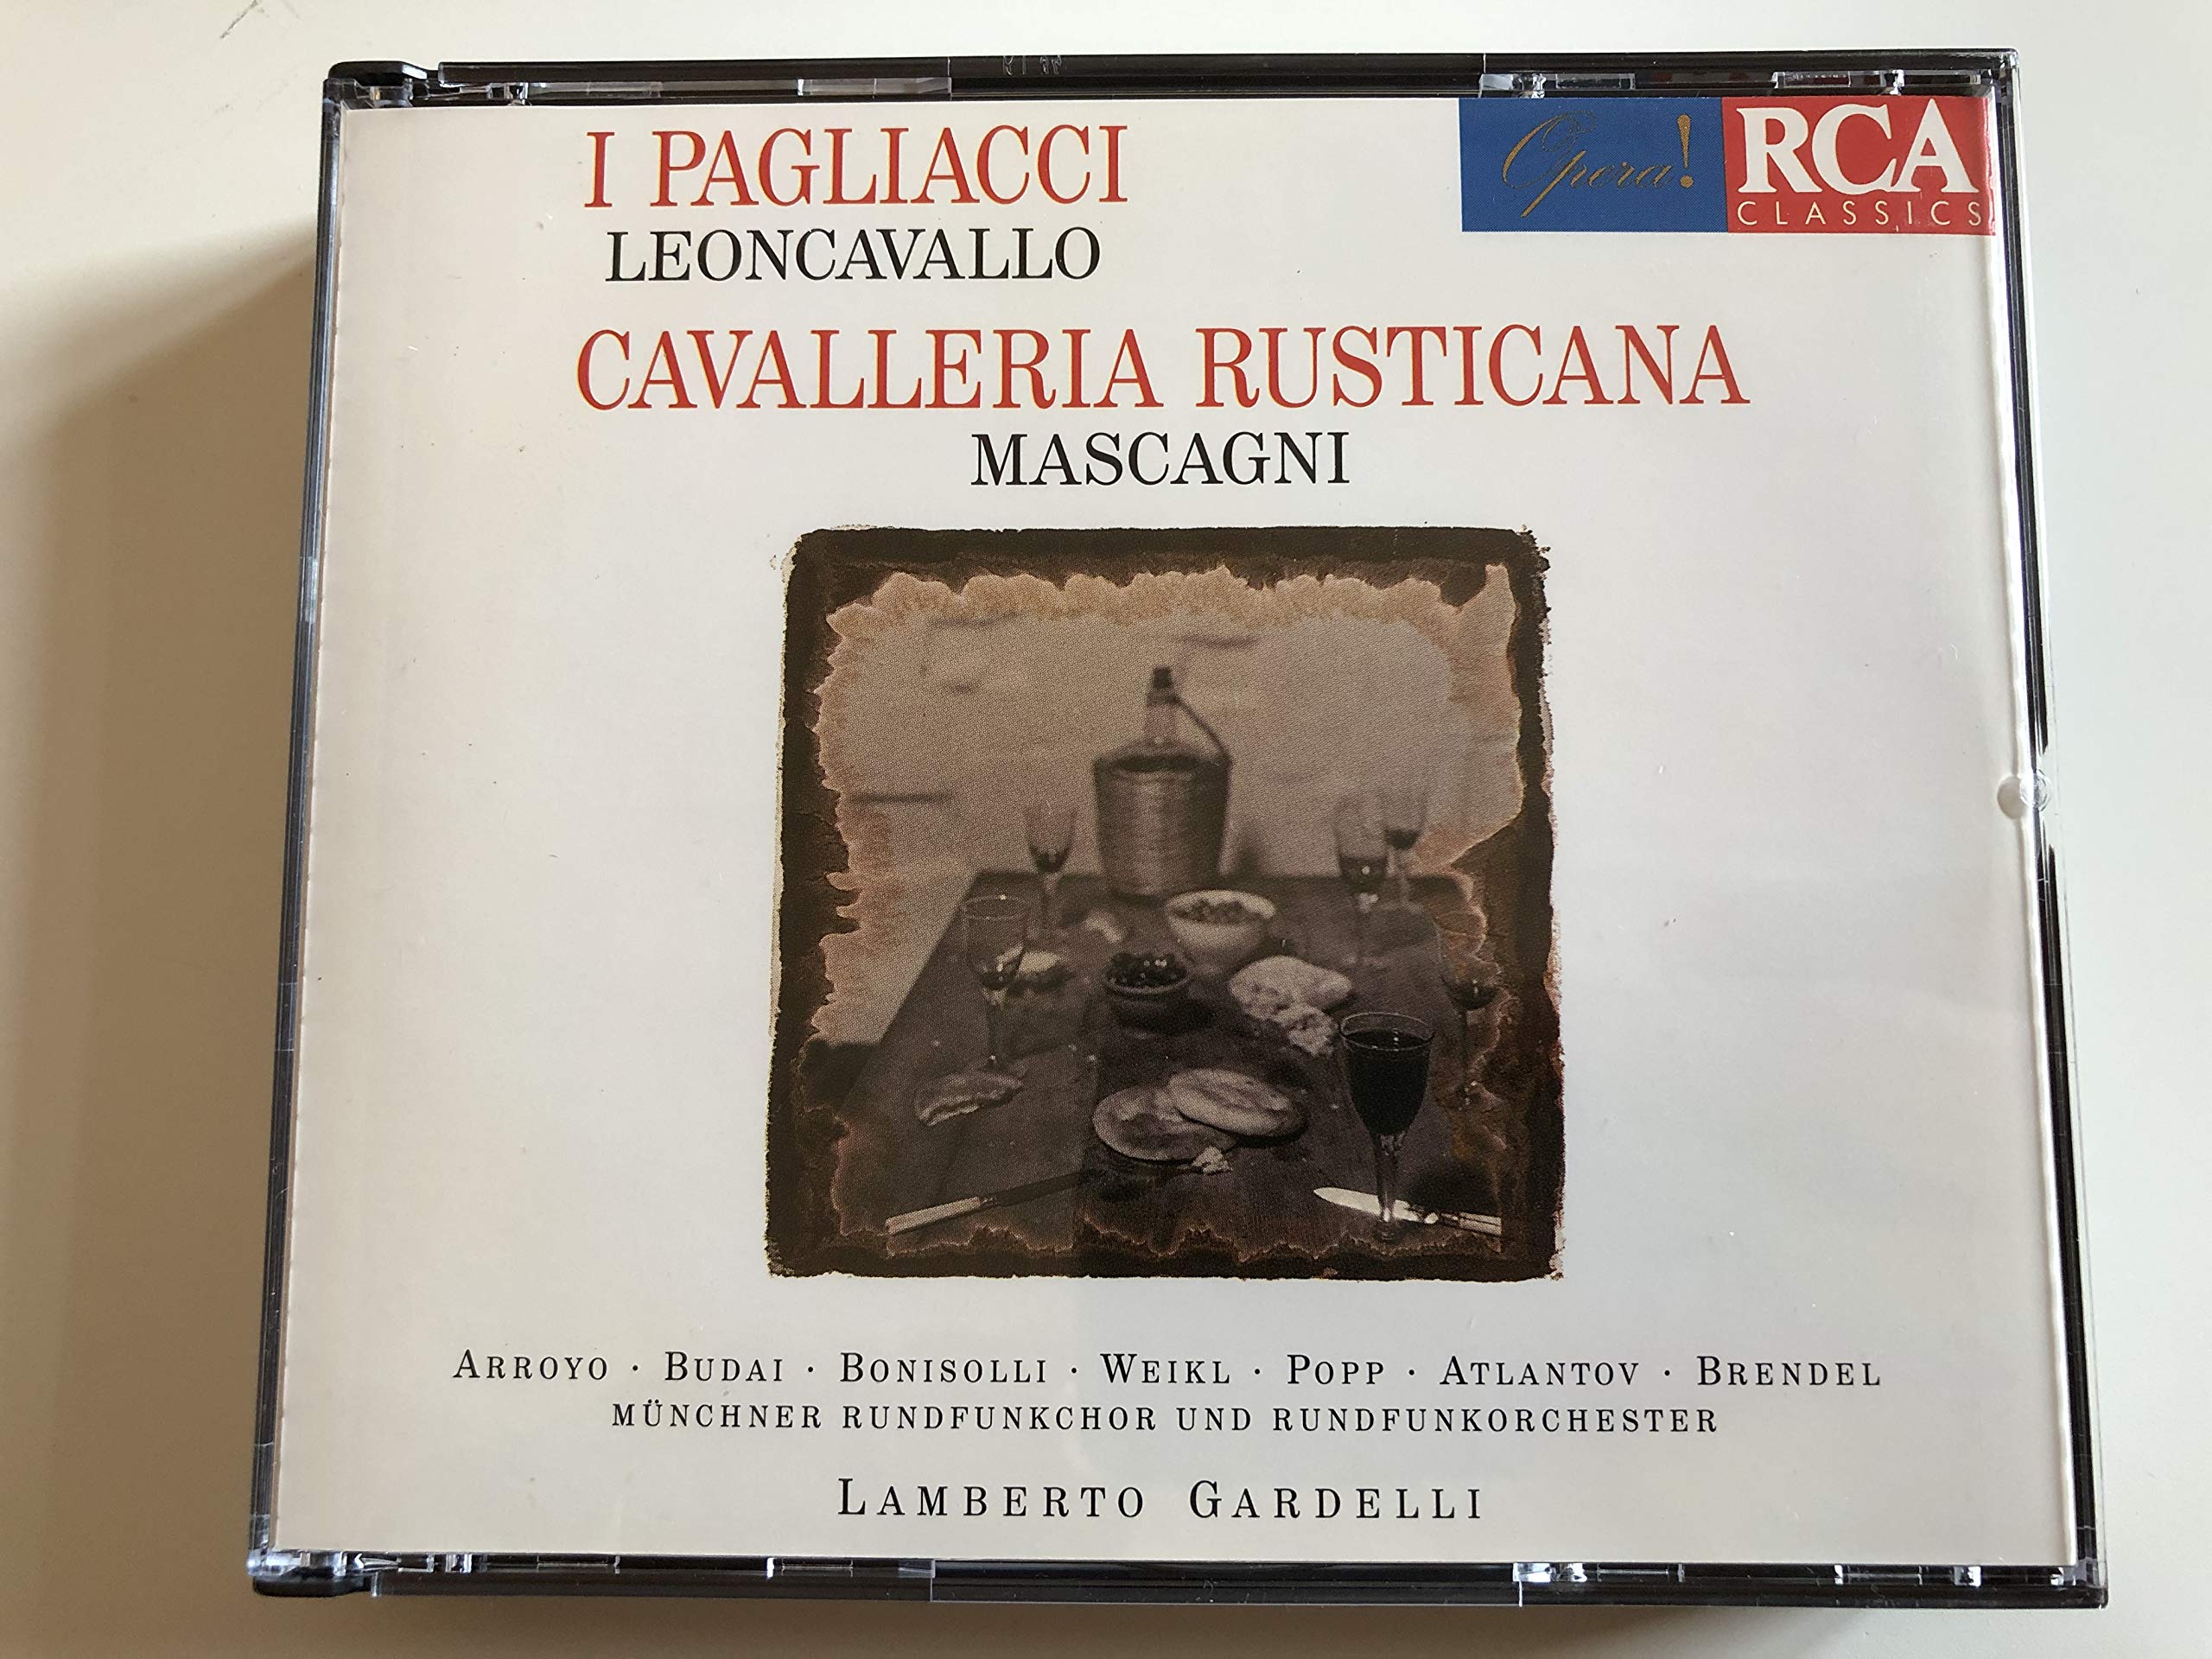 I PAGLIACCI
LEONCAVALLO
Opera!
RCA
CLASSICS
CAVALLERIA RUSTICANA
MASCAGNI
ARROYO · BUDAI · BONISOLLI · WEIKL · POPP · ATLANTOV · BRENDEL
MÜNCHNER RUNDFUNKCHOR UND RUNDFUNKORCHESTER
LAMBERTO GARDELLI